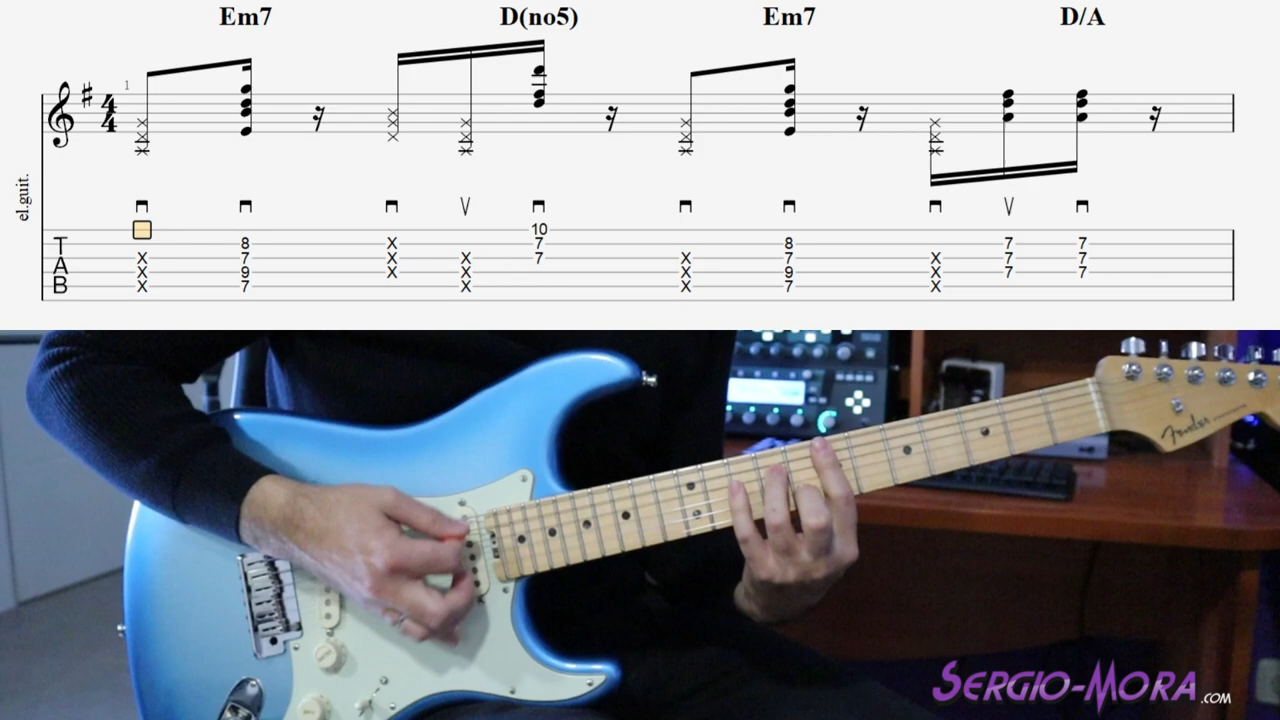 Em7 D(no5) Em7 D/A
1
4
4
el.guit.
10
T 8 X 7 8 7 7
X 7 X X 7 X 7 X 7 7
A X 9 X X X 9 X 7 7
B X 7 X X 7 X
Fender
SERGIO-MORA.COM